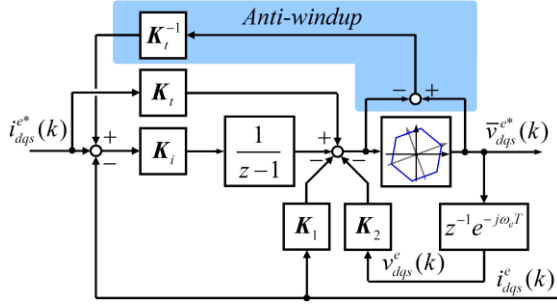 Anti-windup
K_t^{-1}
− +
K_t
i_{dqs}^{e*}(k)
+
−
K_i
1/(z−1)
+
− −
v̅_{dqs}^{e*}(k)
K_1
K_2
z^{-1}e^{-jω_eT}
v_{dqs}^{e}(k)
i_{dqs}^{e}(k)